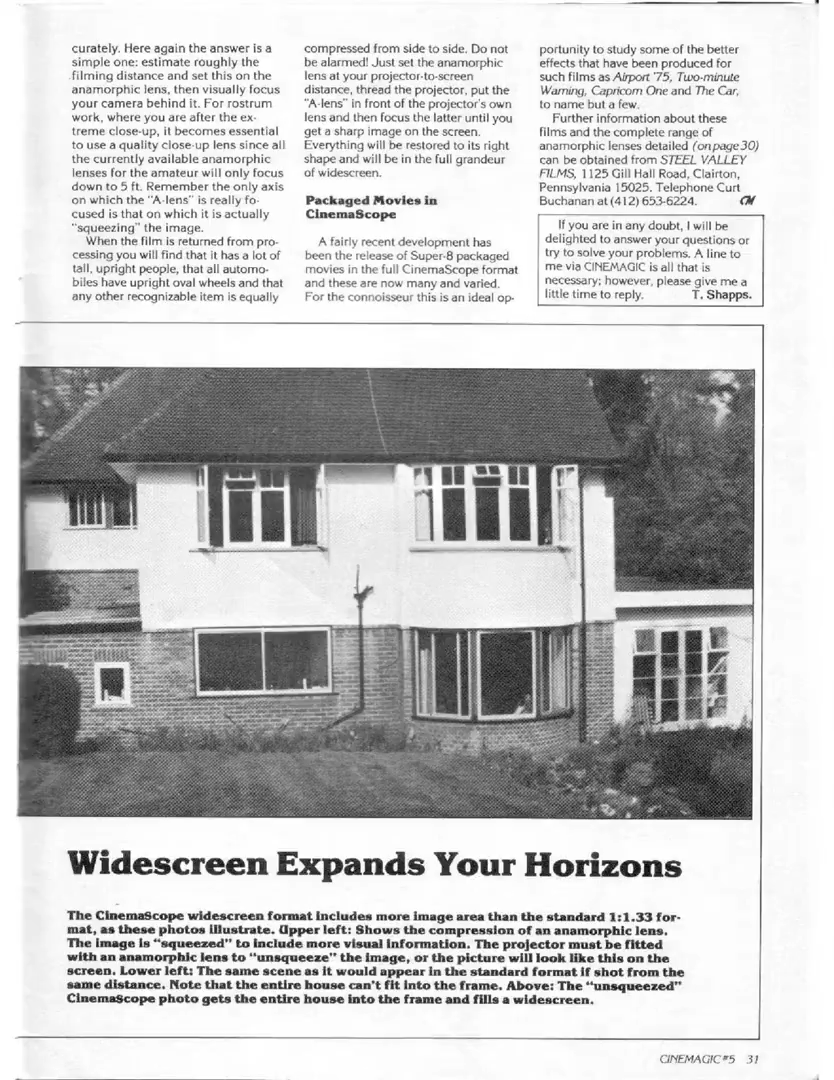 curately. Here again the answer is a
simple one: estimate roughly the
filming distance and set this on the
anamorphic lens, then visually focus
your camera behind it. For rostrum
work, where you are after the ex-
treme close-up, it becomes essential
to use a quality close-up lens since all
the currently available anamorphic
lenses for the amateur will only focus
down to 5 ft. Remember the only axis
on which the "A-lens" is really fo-
cused is that on which it is actually
"squeezing" the image.
When the film is returned from pro-
cessing you will find that it has a lot of
tall, upright people, that all automo-
biles have upright oval wheels and that
any other recognizable item is equally
compressed from side to side. Do not
be alarmed! Just set the anamorphic
lens at your projector-to-screen
distance, thread the projector, put the
"A-lens" in front of the projector's own
lens and then focus the latter until you
get a sharp image on the screen.
Everything will be restored to its right
shape and will be in the full grandeur
of widescreen.
Packaged Movies in
CinemaScope
A fairly recent development has
been the release of Super-8 packaged
movies in the full CinemaScope format
and these are now many and varied.
For the connoisseur this is an ideal op-
portunity to study some of the better
effects that have been produced for
such films as Airport '75, Two-minute
Warning, Capricorn One and The Car,
to name but a few.
Further information about these
films and the complete range of
anamorphic lenses detailed (on page 30)
can be obtained from STEEL VALLEY
FILMS, 1125 Gill Hall Road, Clairton,
Pennsylvania 15025. Telephone Curt
Buchanan at (412) 653-6224. CM
If you are in any doubt, I will be
delighted to answer your questions or
try to solve your problems. A line to
me via CINEMAGIC is all that is
necessary; however, please give me a
little time to reply. T. Shapps.
Widescreen Expands Your Horizons
The CinemaScope widescreen format includes more image area than the standard 1:1.33 for-
mat, as these photos illustrate. Upper left: Shows the compression of an anamorphic lens.
The image is "squeezed" to include more visual information. The projector must be fitted
with an anamorphic lens to "unsqueeze" the image, or the picture will look like this on the
screen. Lower left: The same scene as it would appear in the standard format if shot from the
same distance. Note that the entire house can't fit into the frame. Above: The "unsqueezed"
CinemaScope photo gets the entire house into the frame and fills a widescreen.
CINEMAGIC #5 31